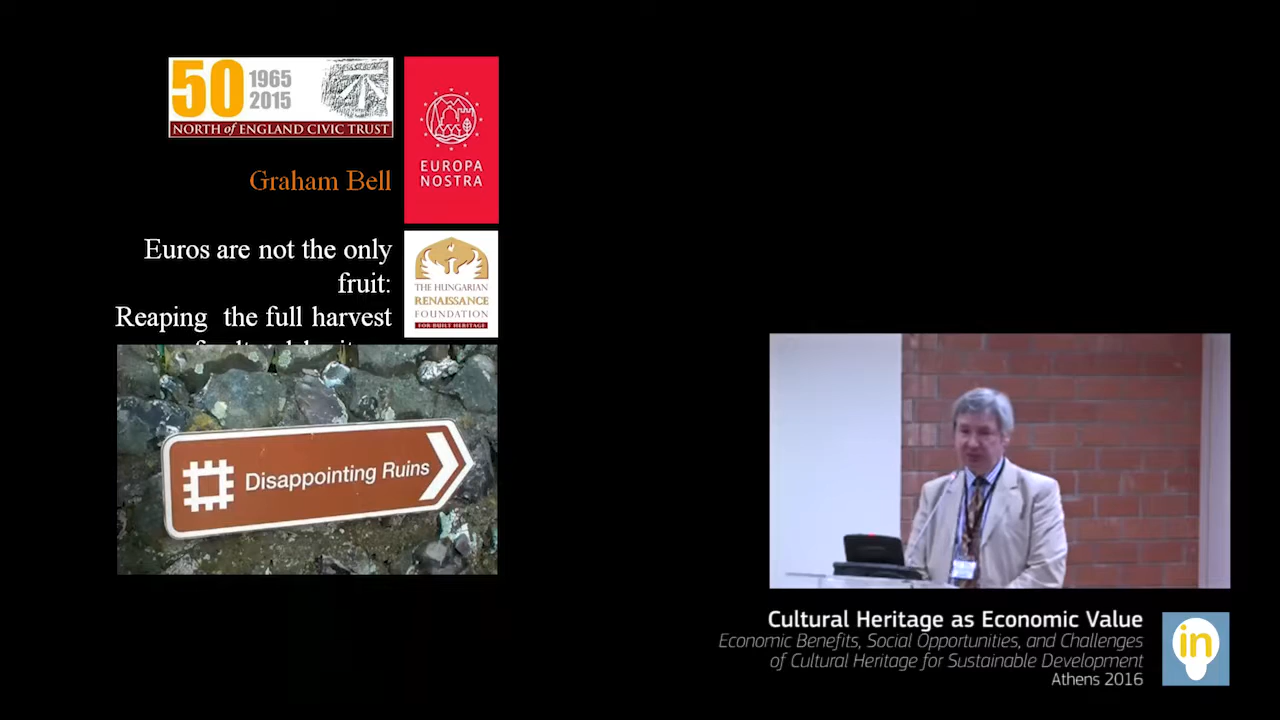 50 1965
2015
NORTH of ENGLAND CIVIC TRUST
EUROPA
NOSTRA
Graham Bell
Euros are not the only
fruit:
Reaping the full harvest
THE HUNGARIAN
RENAISSANCE
FOUNDATION
FOR BUILT HERITAGE
Disappointing Ruins
Cultural Heritage as Economic Value
Economic Benefits, Social Opportunities, and Challenges
of Cultural Heritage for Sustainable Development
Athens 2016
in